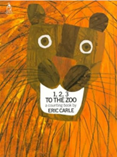 1, 2, 3
TO THE ZOO
a counting book by
ERIC CARLE